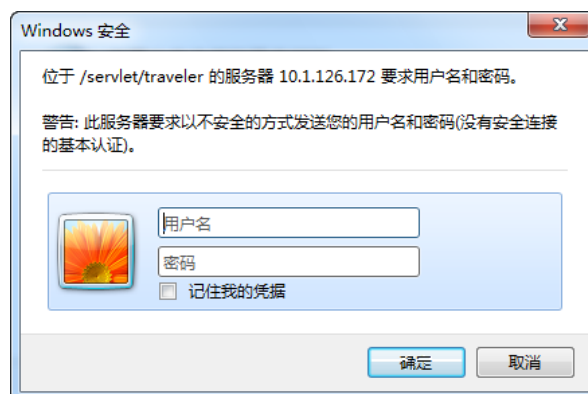 Windows 安全
位于 /servlet/traveler 的服务器 10.1.126.172 要求用户名和密码。
警告: 此服务器要求以不安全的方式发送您的用户名和密码(没有安全连接
的基本认证)。
用户名
密码
记住我的凭据
确定
取消